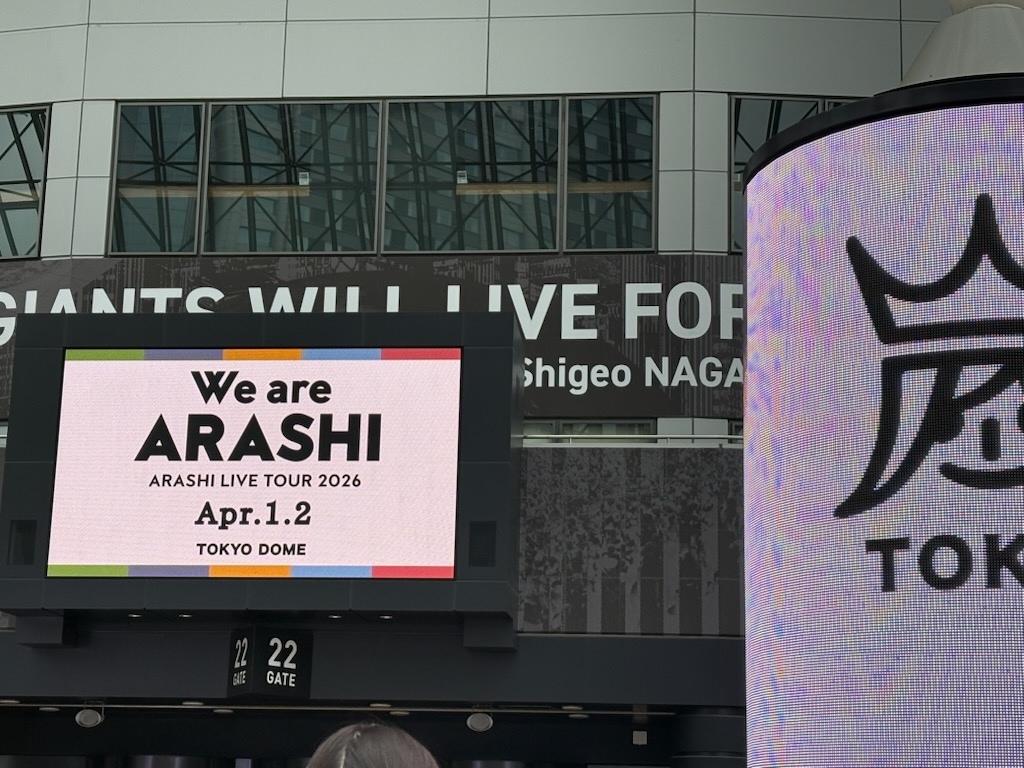 GIANTS WILL LIVE FOR
Shigeo NAGA
We are
ARASHI
ARASHI LIVE TOUR 2026
Apr.1.2
TOKYO DOME
22
GATE
22
GATE
TOK